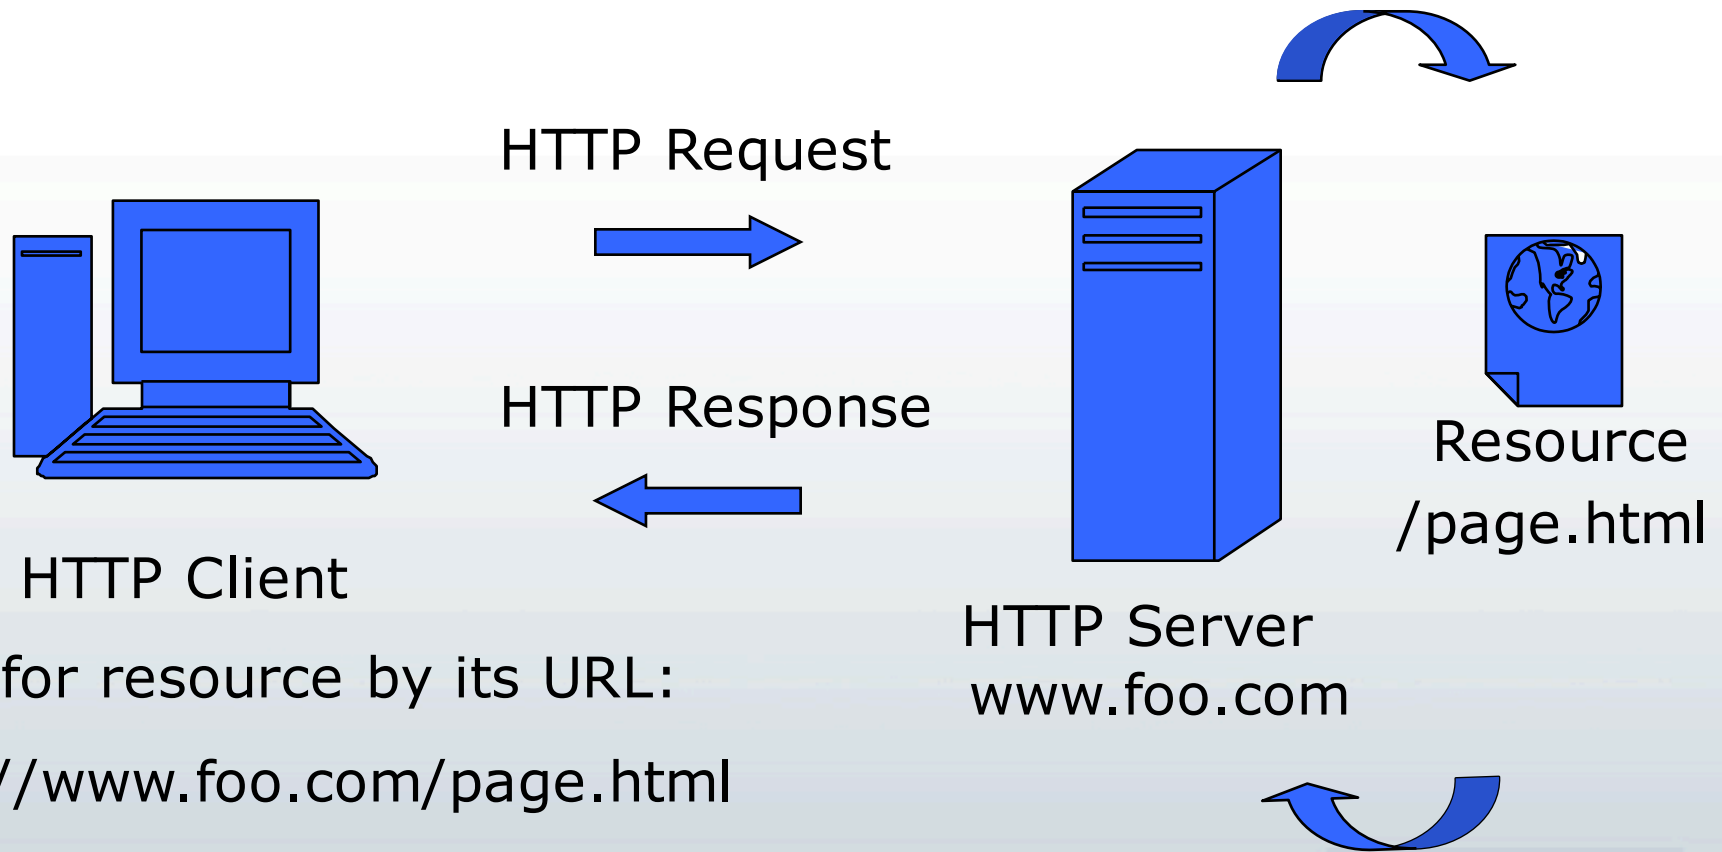 HTTP Request
HTTP Response
Resource
/page.html
HTTP Client
HTTP Server
www.foo.com
for resource by its URL:
//www.foo.com/page.html